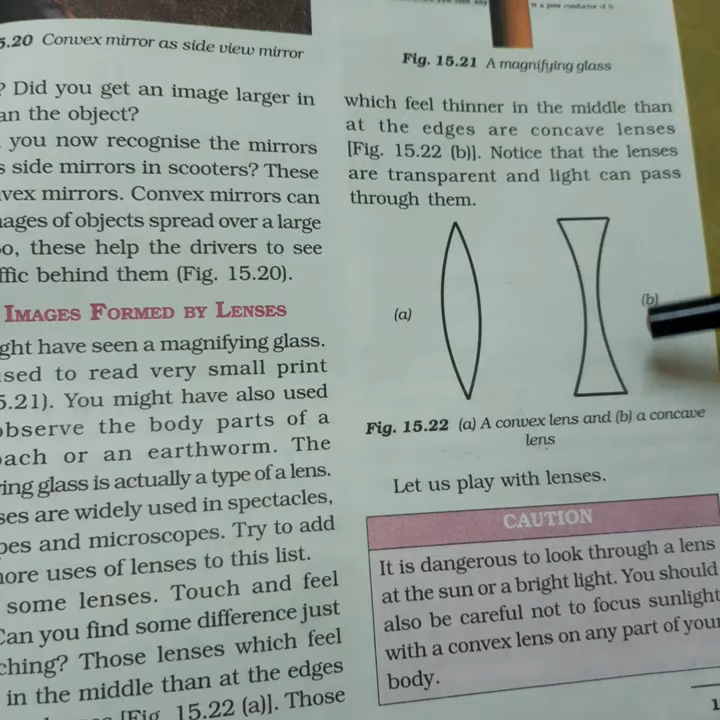 5.20 Convex mirror as side view mirror
? Did you get an image larger in
an the object?
you now recognise the mirrors
s side mirrors in scooters? These
vex mirrors. Convex mirrors can
ages of objects spread over a large
o, these help the drivers to see
ffic behind them (Fig. 15.20).
IMAGES FORMED BY LENSES
ght have seen a magnifying glass.
sed to read very small print
5.21). You might have also used
observe the body parts of a
oach or an earthworm. The
ing glass is actually a type of a lens.
ses are widely used in spectacles,
pes and microscopes. Try to add
more uses of lenses to this list.
some lenses. Touch and feel
Can you find some difference just
ching? Those lenses which feel
in the middle than at the edges
[Fig. 15.22 (a)]. Those
is a poor conductor of
Fig. 15.21 A magnifying glass
which feel thinner in the middle than
at the edges are concave lenses
[Fig. 15.22 (b)]. Notice that the lenses
are transparent and light can pass
through them.
(a)
(b)
Fig. 15.22 (a) A convex lens and (b) a concave
lens
Let us play with lenses.
CAUTION
It is dangerous to look through a lens
at the sun or a bright light. You should
also be careful not to focus sunlight
with a convex lens on any part of your
body.
1